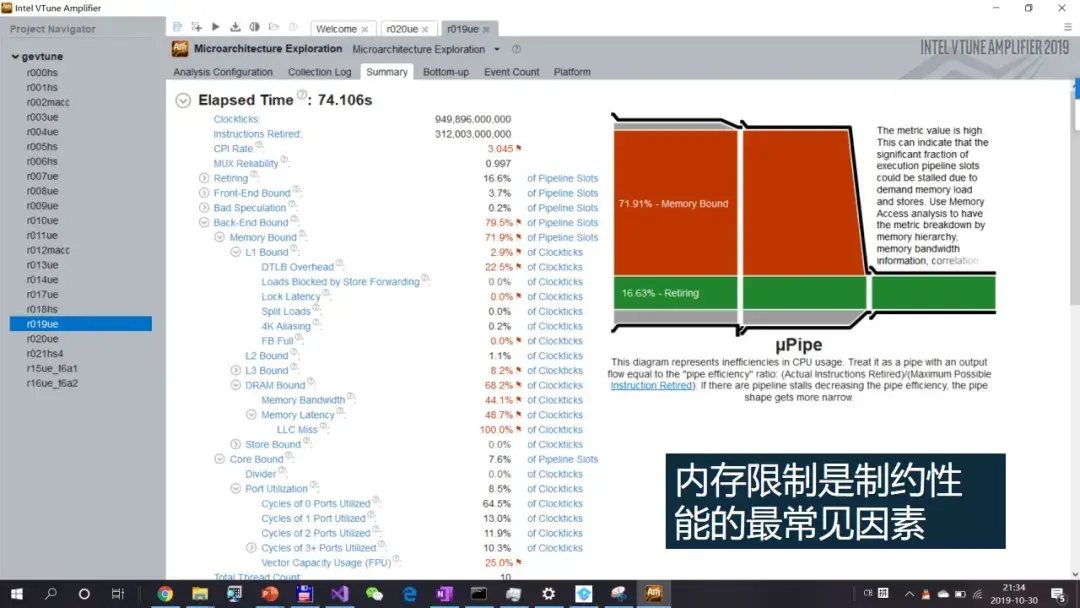 Intel VTune Amplifier
Project Navigator
Welcome
r020ue
r019ue
gevtune
r000hs
r001hs
r002macc
r003ue
r004ue
r005hs
r006hs
r007ue
r008ue
r009ue
r010ue
r011ue
r012macc
r013ue
r014ue
r017ue
r018hs
r019ue
r020ue
r021hs4
r15ue_t6a1
r16ue_t6a2
Microarchitecture Exploration Microarchitecture Exploration
INTEL VTUNE AMPLIFIER 2019
Analysis Configuration Collection Log Summary Bottom-up Event Count Platform
Elapsed Time : 74.106s
Clockticks: 949,896,000,000
Instructions Retired: 312,003,000,000
CPI Rate : 3.045
MUX Reliability : 0.997
Retiring : 16.6% of Pipeline Slots
Front-End Bound : 3.7% of Pipeline Slots
Bad Speculation : 0.2% of Pipeline Slots
Back-End Bound : 79.5% of Pipeline Slots
Memory Bound : 71.9% of Pipeline Slots
L1 Bound : 2.9% of Clockticks
DTLB Overhead : 22.5% of Clockticks
Loads Blocked by Store Forwarding : 0.0% of Clockticks
Lock Latency : 0.0% of Clockticks
Split Loads : 0.0% of Clockticks
4K Aliasing : 0.2% of Clockticks
FB Full : 0.0% of Clockticks
L2 Bound : 1.1% of Clockticks
L3 Bound : 8.2% of Clockticks
DRAM Bound : 68.2% of Clockticks
Memory Bandwidth : 44.1% of Clockticks
Memory Latency : 48.7% of Clockticks
LLC Miss : 100.0% of Clockticks
Store Bound : 0.0% of Clockticks
Core Bound : 7.6% of Pipeline Slots
Divider : 0.0% of Clockticks
Port Utilization : 8.5% of Clockticks
Cycles of 0 Ports Utilized : 64.5% of Clockticks
Cycles of 1 Port Utilized : 13.0% of Clockticks
Cycles of 2 Ports Utilized : 11.9% of Clockticks
Cycles of 3+ Ports Utilized : 10.3% of Clockticks
Vector Capacity Usage (FPU) : 25.0%
Total Thread Count: 10
71.91% - Memory Bound
16.63% - Retiring
The metric value is high.
This can indicate that the
significant fraction of
execution pipeline slots
could be stalled due to
demand memory load
and stores. Use Memory
Access analysis to have
the metric breakdown by
memory hierarchy,
memory bandwidth
information, correlation
µPipe
This diagram represents inefficiencies in CPU usage. Treat it as a pipe with an output
flow equal to the "pipe efficiency" ratio: (Actual Instructions Retired)/(Maximum Possible
Instruction Retired). If there are pipeline stalls decreasing the pipe efficiency, the pipe
shape gets more narrow.
内存限制是制约性
能的最常见因素
21:34
2019-10-30